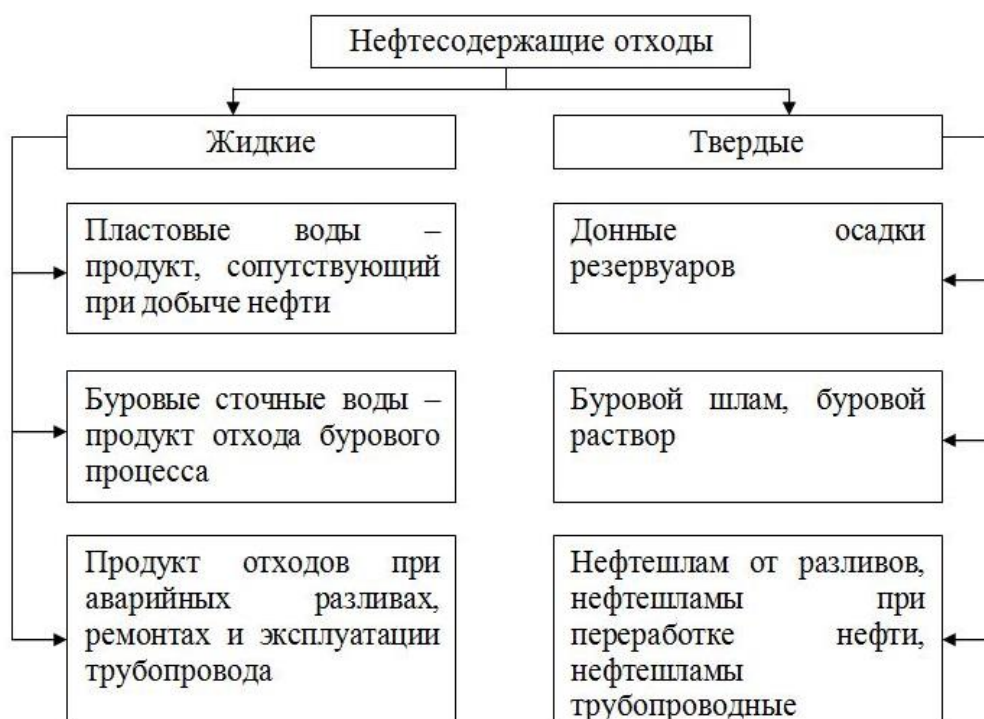 Нефтесодержащие отходы
Жидкие
Твердые
Пластовые воды –
продукт, сопутствующий
при добыче нефти
Донные осадки
резервуаров
Буровые сточные воды –
продукт отхода бурового
процесса
Буровой шлам, буровой
раствор
Продукт отходов при
аварийных разливах,
ремонтах и эксплуатации
трубопровода
Нефтешлам от разливов,
нефтешламы при
переработке нефти,
нефтешламы
трубопроводные